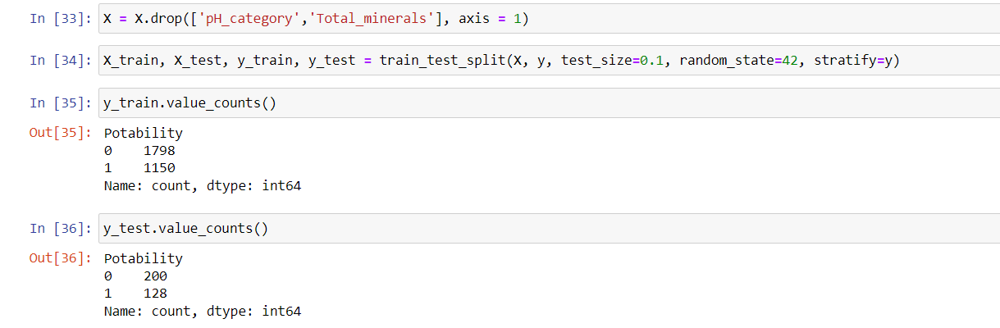 In [33]: X = X.drop(['pH_category','Total_minerals'], axis = 1)
In [34]: X_train, X_test, y_train, y_test = train_test_split(X, y, test_size=0.1, random_state=42, stratify=y)
In [35]: y_train.value_counts()
Out[35]: Potability
0    1798
1    1150
Name: count, dtype: int64
In [36]: y_test.value_counts()
Out[36]: Potability
0    200
1    128
Name: count, dtype: int64